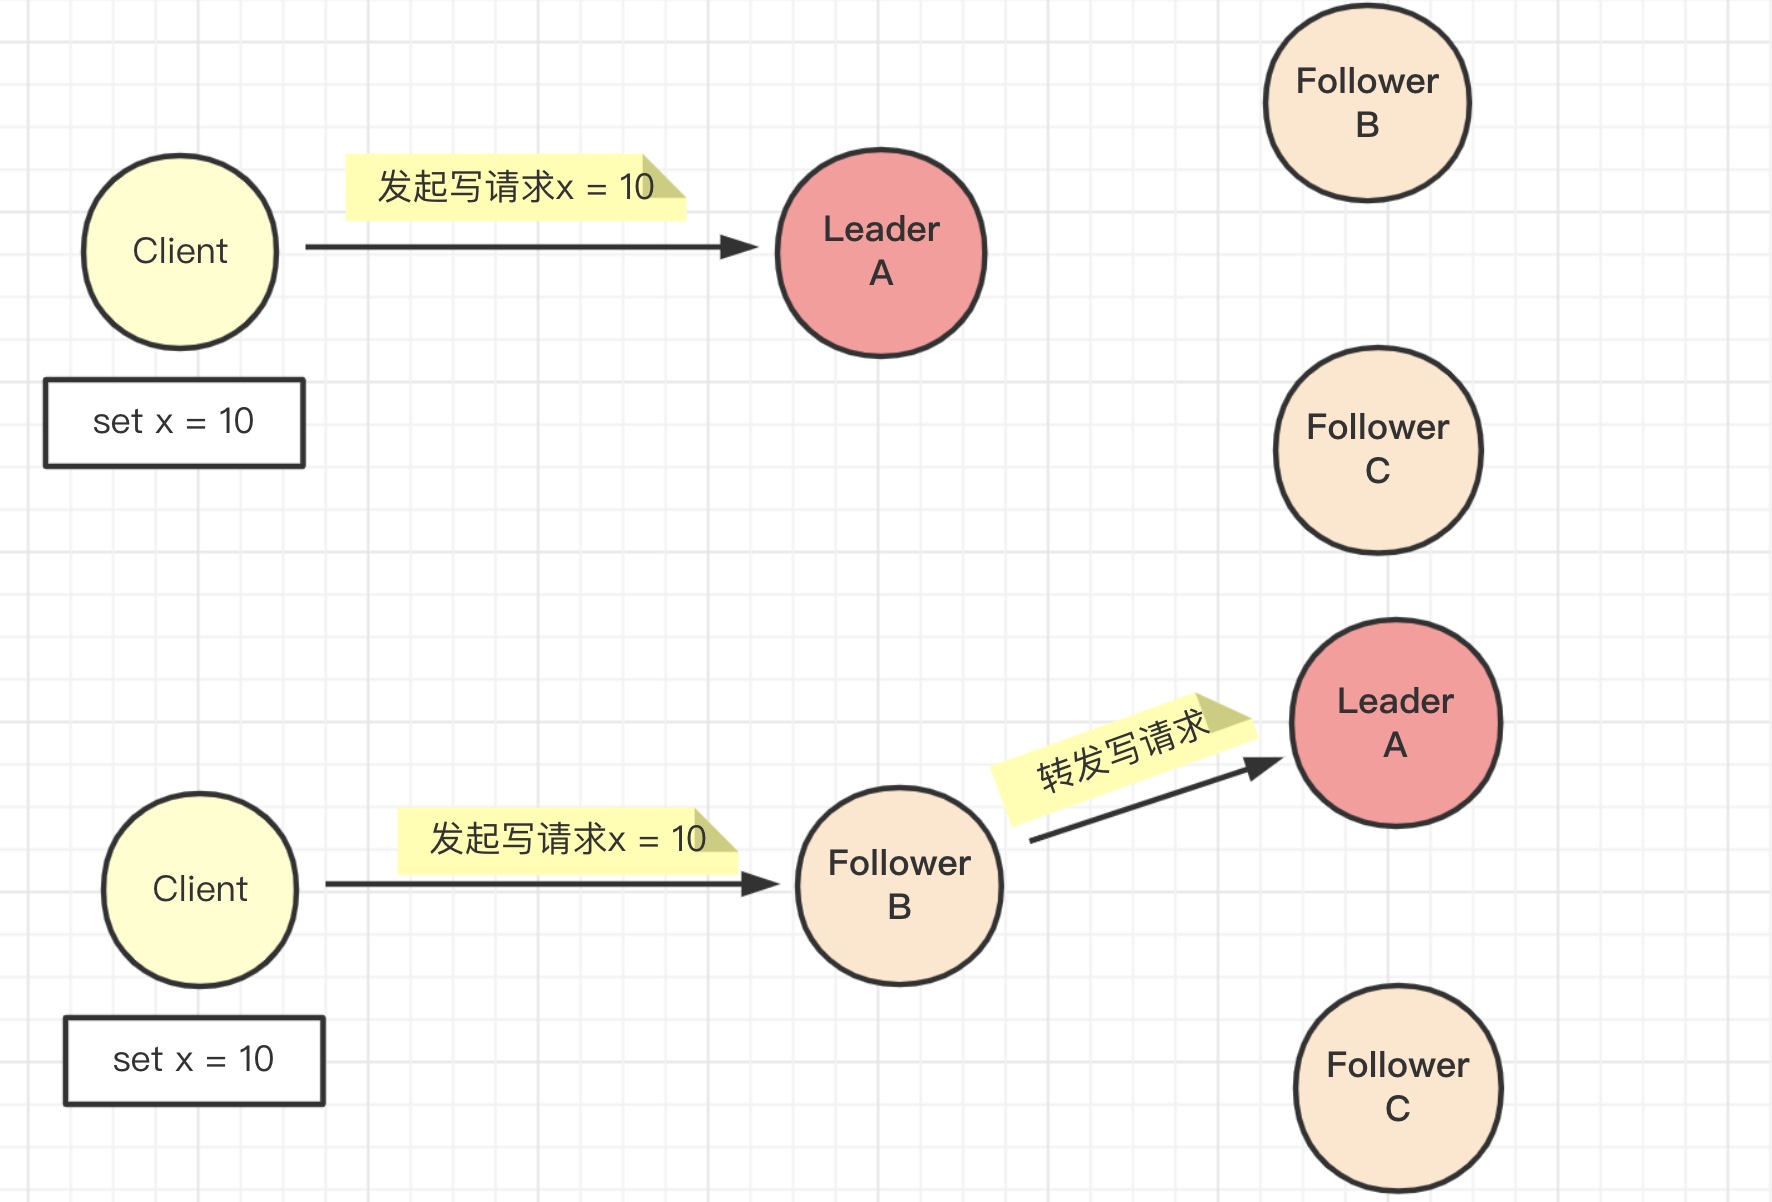 Follower
B
发起写请求x = 10
Client
Leader
A
set x = 10
Follower
C
Leader
A
转发写请求
发起写请求x = 10
Client
Follower
B
set x = 10
Follower
C